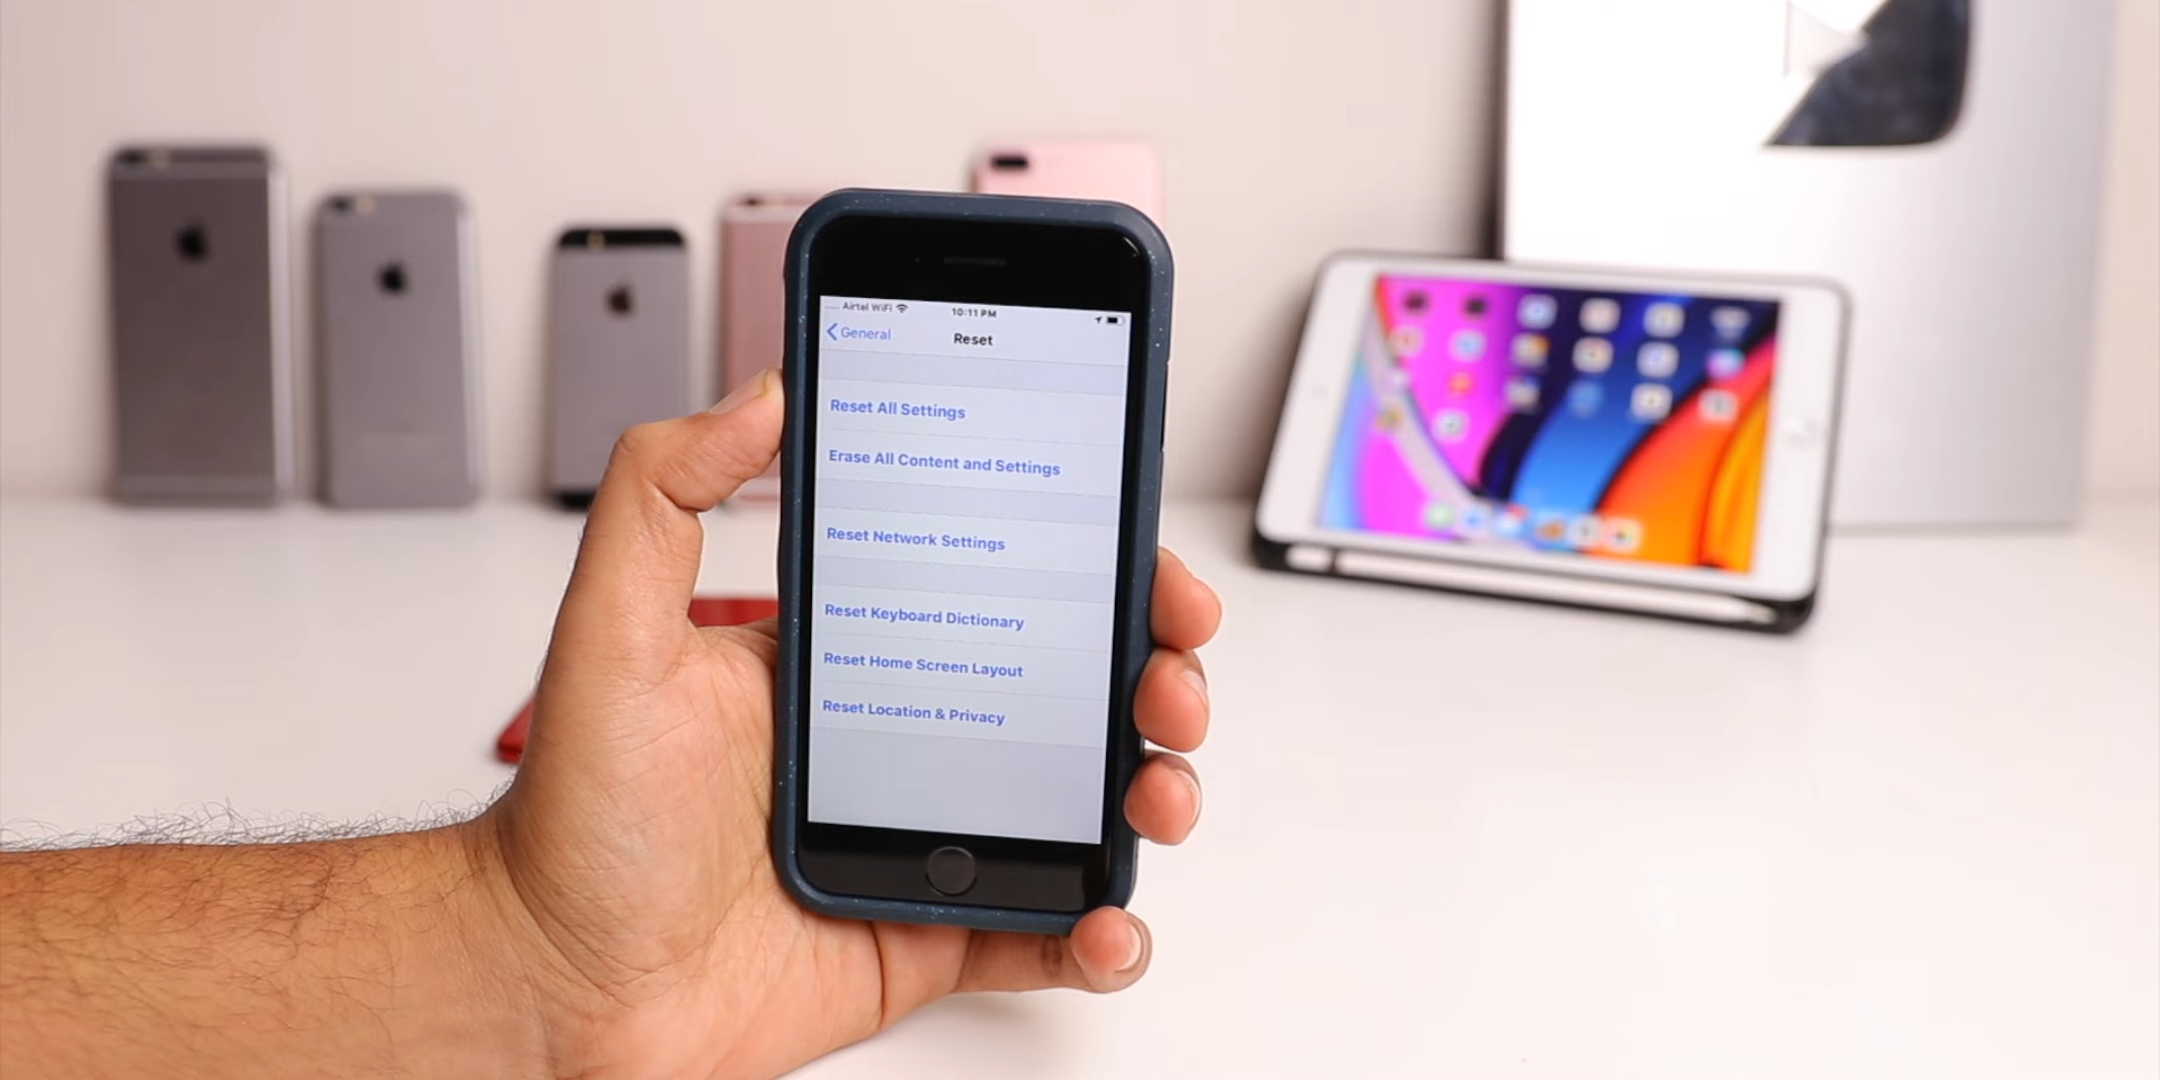 Airtel WiFi
10:11 PM
General
Reset
Reset All Settings
Erase All Content and Settings
Reset Network Settings
Reset Keyboard Dictionary
Reset Home Screen Layout
Reset Location & Privacy